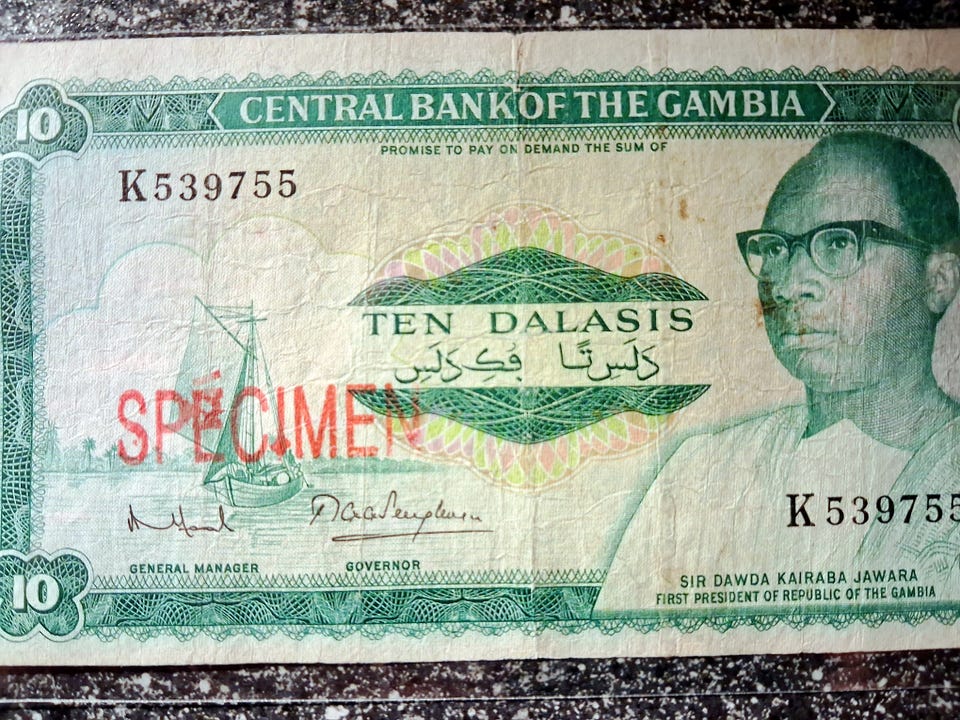 CENTRAL BANK OF THE GAMBIA
10
PROMISE TO PAY ON DEMAND THE SUM OF
K539755
TEN DALASIS
SPECIMEN
K539755
GENERAL MANAGER
GOVERNOR
10
SIR DAWDA KAIRABA JAWARA
FIRST PRESIDENT OF REPUBLIC OF THE GAMBIA